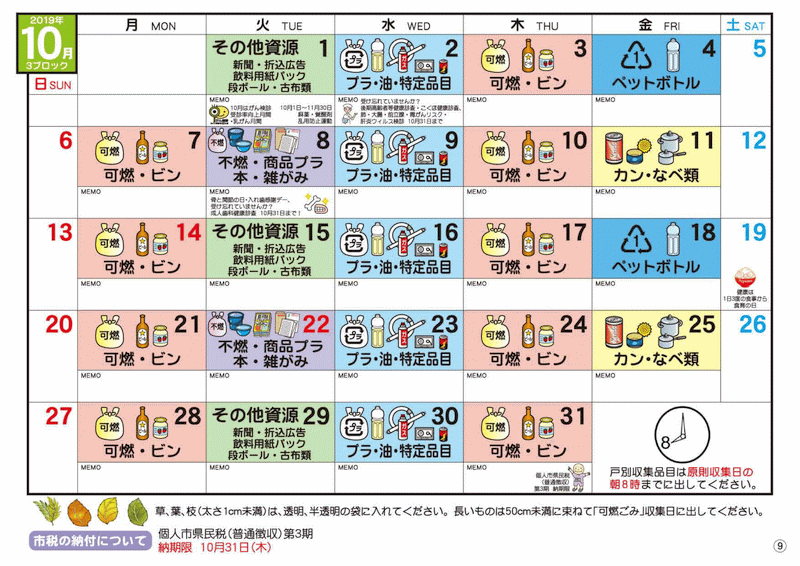 2019年
10月
3ブロック
月 MON
火 TUE
水 WED
木 THU
金 FRI
土 SAT
日 SUN
その他資源 1
新聞・折込広告
飲料用紙パック
段ボール・古布類
MEMO
10月はがん検診
受診率向上月間
・乳がん月間
10月1日～11月30日
麻薬・覚醒剤
乱用防止運動
プラ
2
プラ・油・特定品目
MEMO
受け忘れていませんか?
後期高齢者等健康診査・こくほ健康診査、
肺・大腸・前立腺・胃がんリスク・
肝炎ウィルス検診 10月31日まで
可燃
3
可燃・ビン
MEMO
1
4
ペットボトル
MEMO
5
6
可燃
7
可燃・ビン
MEMO
不燃
8
不燃・商品プラ
本・雑がみ
MEMO
骨と関節の日・入れ歯感謝デー、
受け忘れていませんか?
成人歯科健康診査 10月31日まで!
プラ
9
プラ・油・特定品目
MEMO
可燃
10
可燃・ビン
MEMO
11
カン・なべ類
MEMO
12
13
可燃
14
可燃・ビン
MEMO
その他資源 15
新聞・折込広告
飲料用紙パック
段ボール・古布類
MEMO
プラ
16
プラ・油・特定品目
MEMO
可燃
17
可燃・ビン
MEMO
1
18
ペットボトル
MEMO
19
健康は
1日3回の食事から
食育の日
20
可燃
21
可燃・ビン
MEMO
不燃
22
不燃・商品プラ
本・雑がみ
MEMO
プラ
23
プラ・油・特定品目
MEMO
可燃
24
可燃・ビン
MEMO
25
カン・なべ類
MEMO
26
27
可燃
28
可燃・ビン
MEMO
その他資源 29
新聞・折込広告
飲料用紙パック
段ボール・古布類
MEMO
プラ
30
プラ・油・特定品目
MEMO
可燃
31
可燃・ビン
MEMO
個人市県民税
(普通徴収)
第3期 納期限
8
戸別収集品目は原則収集日の
朝8時までに出してください。
草、葉、枝(太さ1cm未満)は、透明、半透明の袋に入れてください。長いものは50cm未満に束ねて「可燃ごみ」収集日に出してください。
市税の納付について
個人市県民税(普通徴収)第3期
納期限 10月31日(木)
⑨